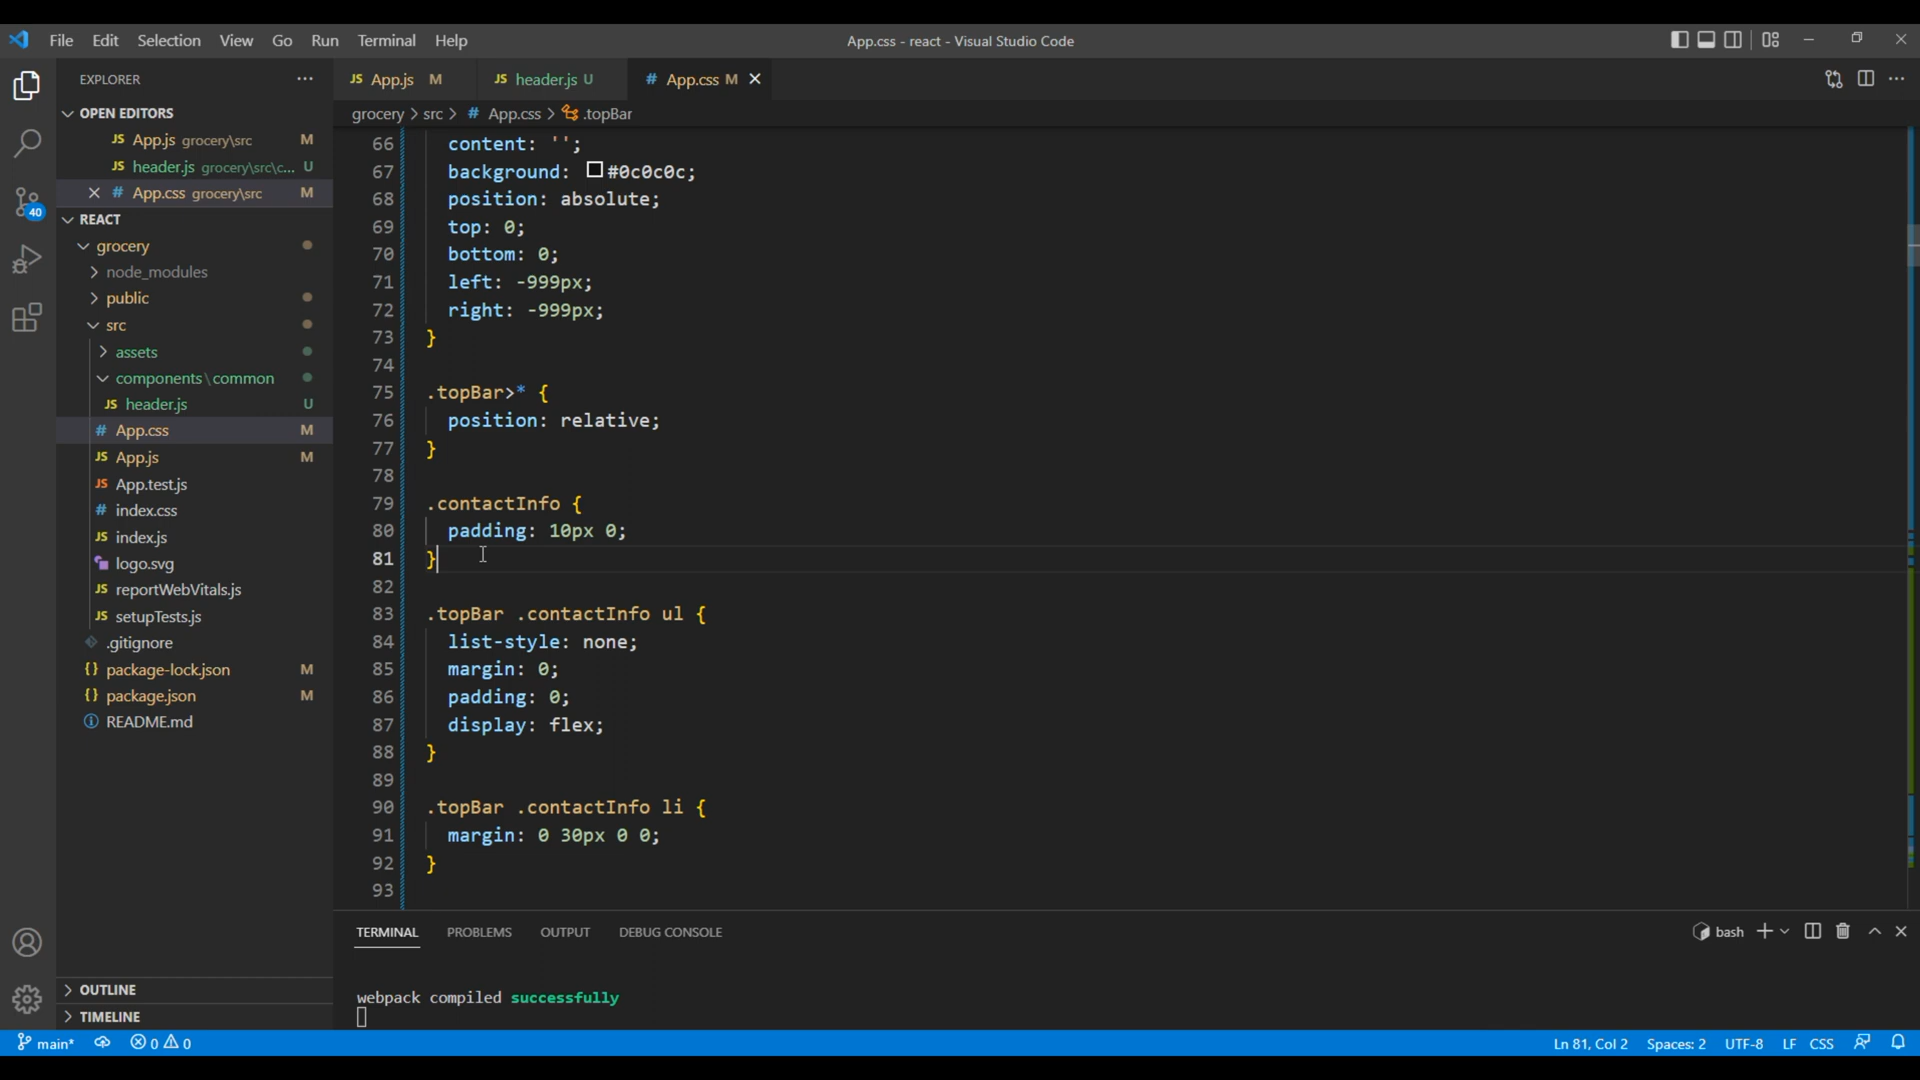 File Edit Selection View Go Run Terminal Help
App.css - react - Visual Studio Code
EXPLORER
OPEN EDITORS
JS App.js grocery\src M
JS header.js grocery\src\c... U
# App.css grocery\src M
REACT
grocery
node_modules
public
src
assets
components\common
JS header.js U
# App.css M
JS App.js M
JS App.test.js
# index.css
JS index.js
logo.svg
JS reportWebVitals.js
JS setupTests.js
.gitignore
{} package-lock.json M
{} package.json M
README.md
OUTLINE
TIMELINE
40
JS App.js M
JS header.js U
# App.css M
grocery > src > # App.css > .topBar
66 content: '';
67 background: #0c0c0c;
68 position: absolute;
69 top: 0;
70 bottom: 0;
71 left: -999px;
72 right: -999px;
73 }
74
75 .topBar>* {
76 position: relative;
77 }
78
79 .contactInfo {
80 padding: 10px 0;
81 }
82
83 .topBar .contactInfo ul {
84 list-style: none;
85 margin: 0;
86 padding: 0;
87 display: flex;
88 }
89
90 .topBar .contactInfo li {
91 margin: 0 30px 0 0;
92 }
93
TERMINAL PROBLEMS OUTPUT DEBUG CONSOLE
bash
webpack compiled successfully
main* 0 0
Ln 81, Col 2 Spaces: 2 UTF-8 LF CSS